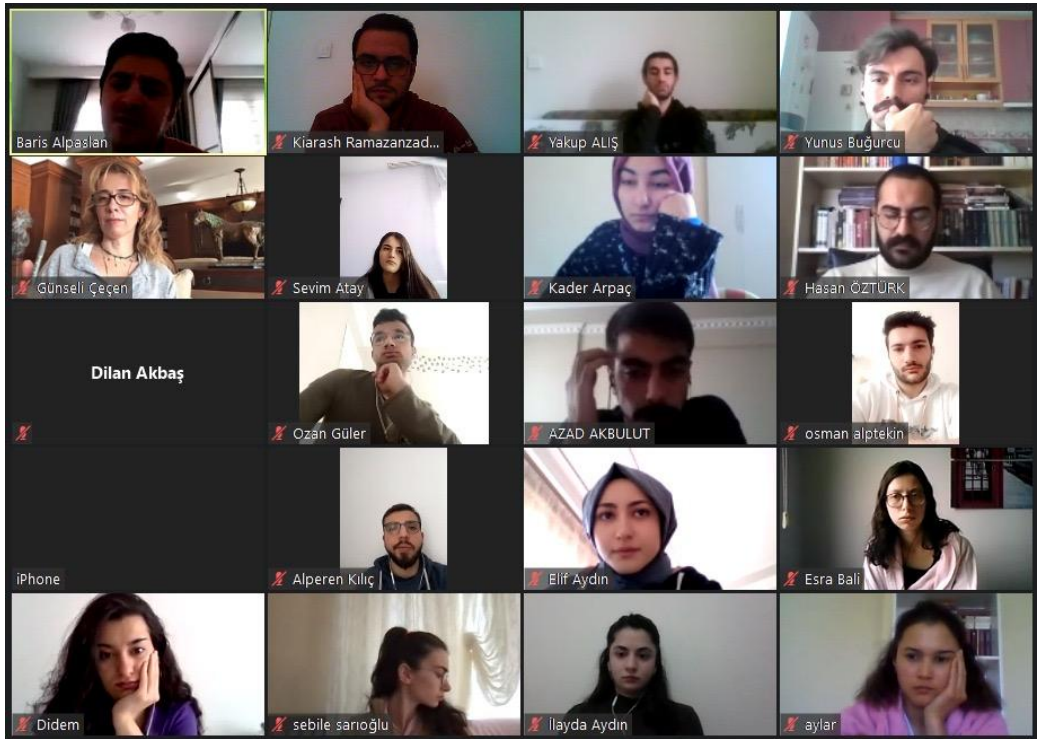 Baris Alpaslan
Kiarash Ramazanzad...
Yakup ALIŞ
Yunus Buğurcu
Günseli Çeçen
Sevim Atay
Kader Arpaç
Hasan ÖZTÜRK
Dilan Akbaş
Ozan Güler
AZAD AKBULUT
osman alptekin
iPhone
Alperen Kılıç
Elif Aydın
Esra Bali
Didem
sebile sarıoğlu
İlayda Aydın
aylar